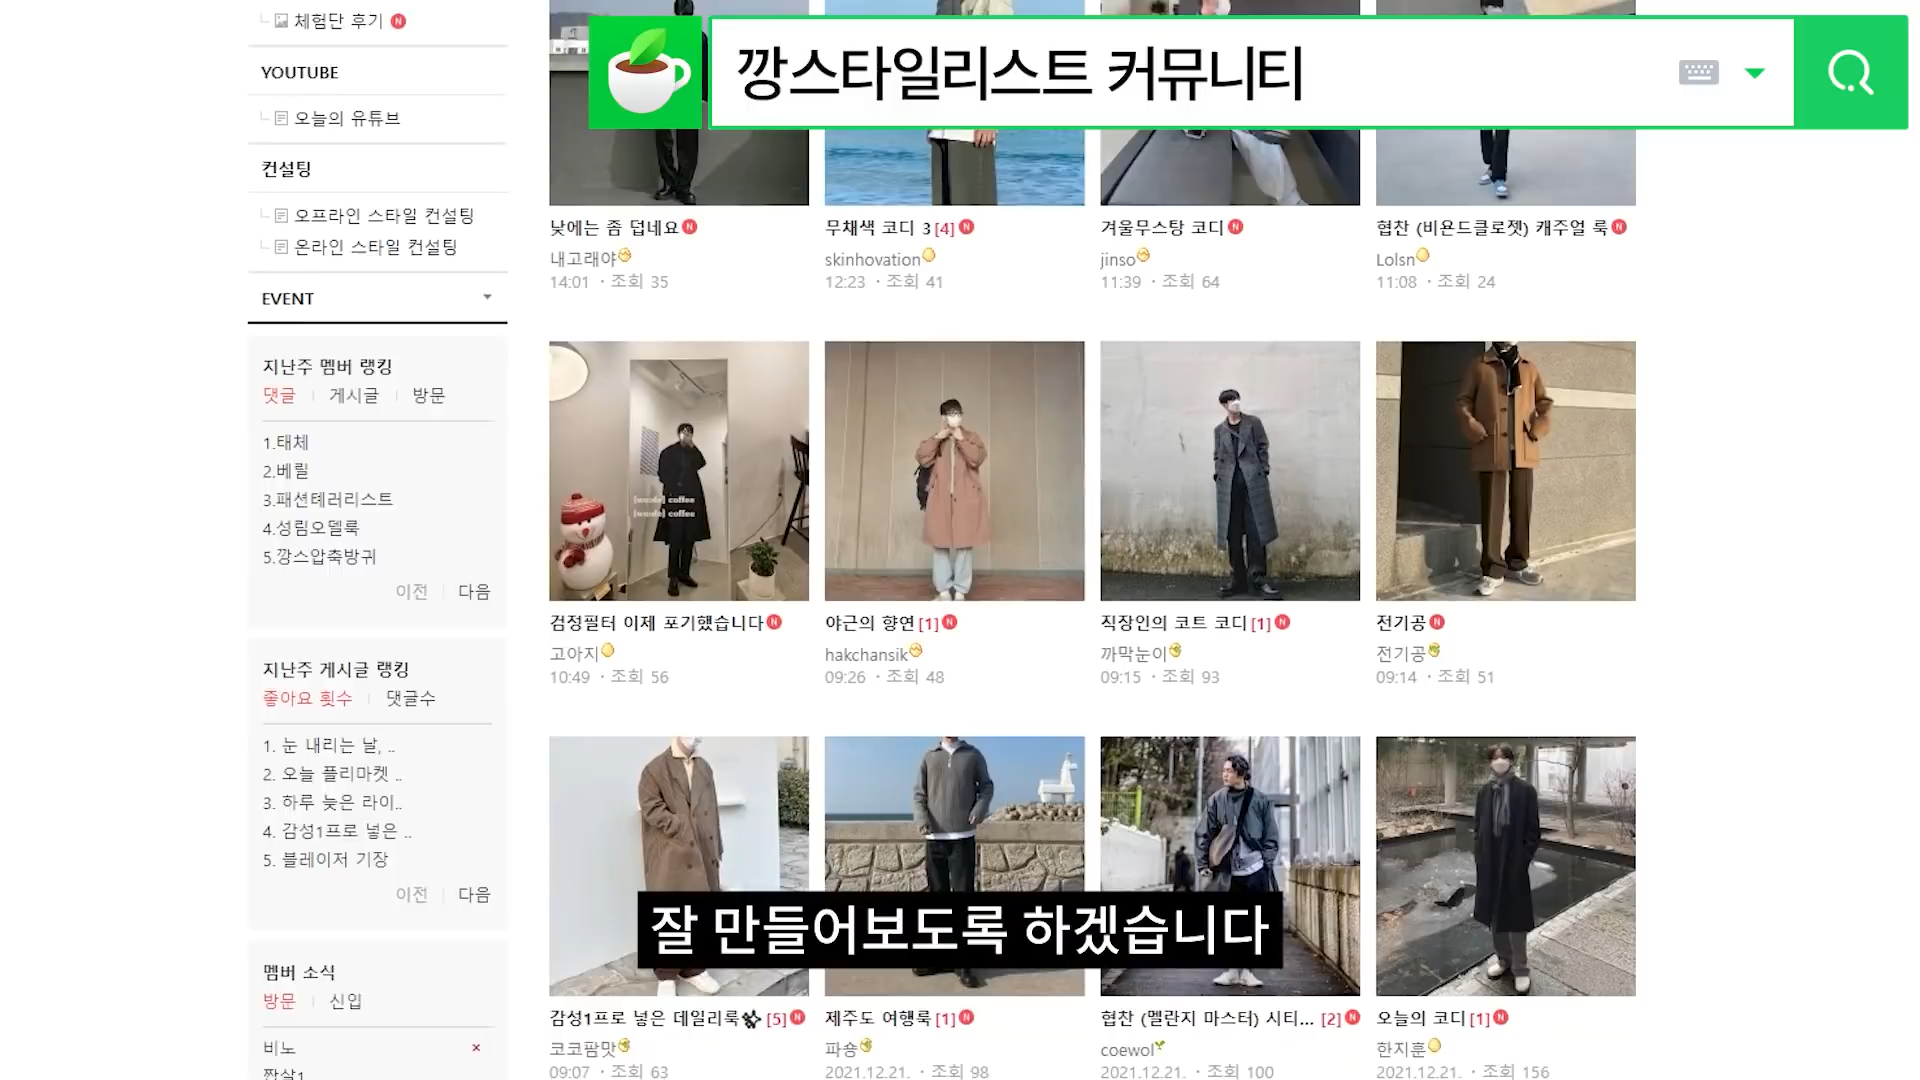 체험단 후기 N
YOUTUBE
오늘의 유튜브
컨설팅
오프라인 스타일 컨설팅
온라인 스타일 컨설팅
EVENT
지난주 멤버 랭킹
댓글 게시글 방문
1.태체
2.베릴
3.패션테러리스트
4.성림오델룩
5.깡스압축방귀
이전 다음
지난주 게시글 랭킹
좋아요 횟수 댓글수
1. 눈 내리는 날, ..
2. 오늘 플리마켓 ..
3. 하루 늦은 라이..
4. 감성1프로 넣은 ..
5. 블레이저 기장
이전 다음
멤버 소식
방문 신입
비노
짭살1
깡스타일리스트 커뮤니티
낮에는 좀 덥네요 N
내고래야
14:01 · 조회 35
무채색 코디 3 [4] N
skinhovation
12:23 · 조회 41
겨울무스탕 코디 N
jinso
11:39 · 조회 64
협찬 (비욘드클로젯) 캐주얼 룩 N
Lolsn
11:08 · 조회 24
[wande] coffee
[wande] coffee
검정필터 이제 포기했습니다 N
고아지
10:49 · 조회 56
야근의 향연 [1] N
hakchansik
09:26 · 조회 48
직장인의 코트 코디 [1] N
까막눈이
09:15 · 조회 93
전기공 N
전기공
09:14 · 조회 51
잘 만들어보도록 하겠습니다
감성1프로 넣은 데일리룩 [5] N
코코팜맛
09:07 · 조회 63
제주도 여행룩 [1] N
파숑
2021.12.21. · 조회 98
협찬 (멜란지 마스터) 시티... [2] N
coewol
2021.12.21. · 조회 100
오늘의 코디 [1] N
한지훈
2021.12.21. · 조회 156